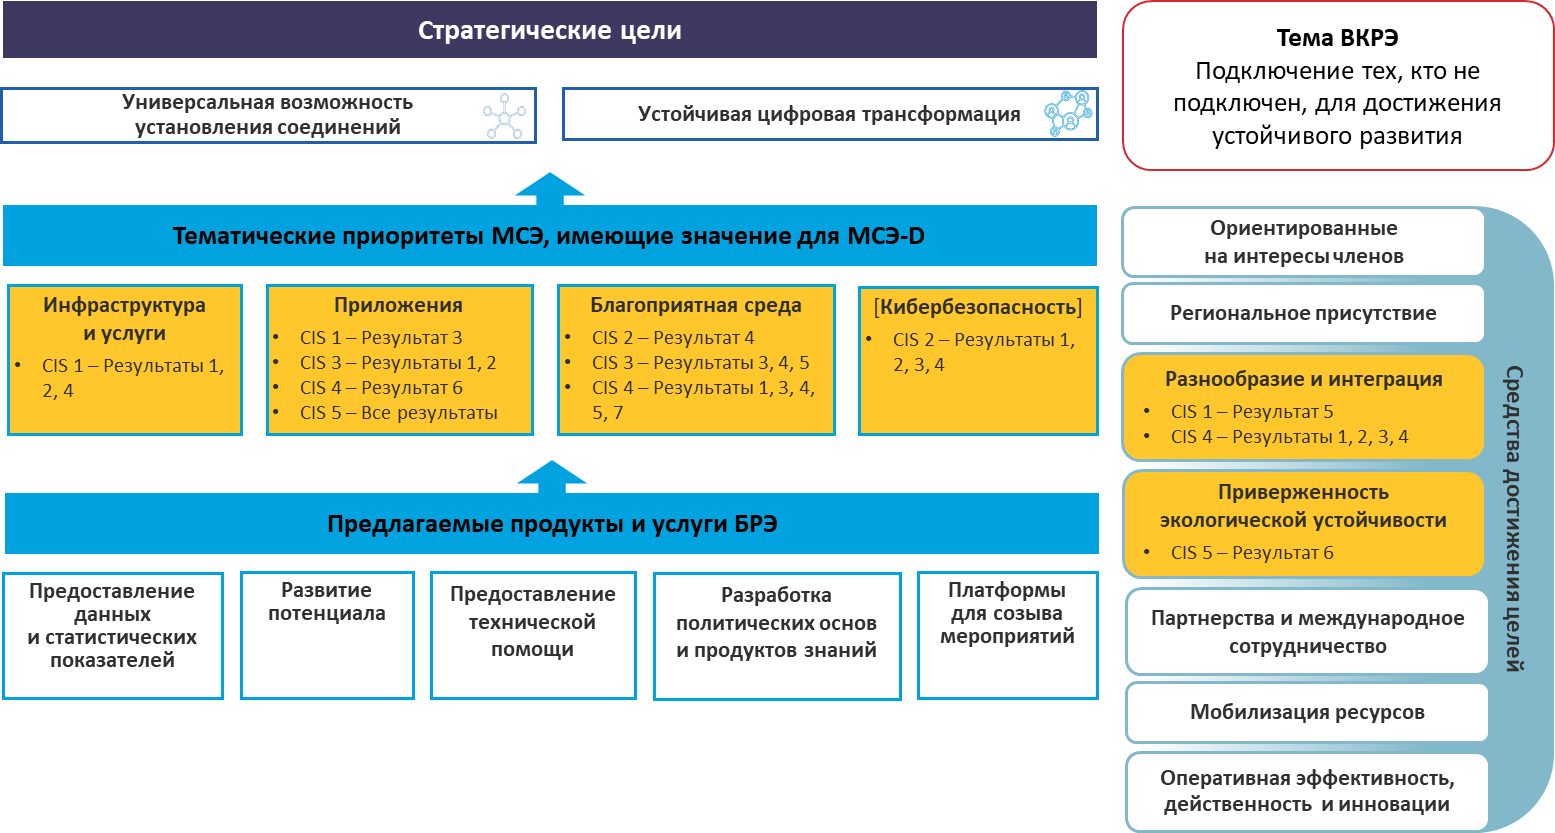 Стратегические цели
Универсальная возможность
установления соединений
Устойчивая цифровая трансформация
Тематические приоритеты МСЭ, имеющие значение для МСЭ-D
Инфраструктура
и услуги
• CIS 1 – Результаты 1,
2, 4
Приложения
• CIS 1 – Результат 3
• CIS 3 – Результаты 1, 2
• CIS 4 – Результат 6
• CIS 5 – Все результаты
Благоприятная среда
• CIS 2 – Результат 4
• CIS 3 – Результаты 3, 4, 5
• CIS 4 – Результаты 1, 3, 4,
5, 7
[Кибербезопасность]
• CIS 2 – Результаты 1,
2, 3, 4
Предлагаемые продукты и услуги БРЭ
Предоставление
данных
и статистических
показателей
Развитие
потенциала
Предоставление
технической
помощи
Разработка
политических основ
и продуктов знаний
Платформы
для созыва
мероприятий
Тема ВКРЭ
Подключение тех, кто не
подключен, для достижения
устойчивого развития
Ориентированные
на интересы членов
Региональное присутствие
Разнообразие и интеграция
• CIS 1 – Результат 5
• CIS 4 – Результаты 1, 2, 3, 4
Приверженность
экологической устойчивости
• CIS 5 – Результат 6
Партнерства и международное
сотрудничество
Мобилизация ресурсов
Оперативная эффективность,
действенность и инновации
Средства достижения целей